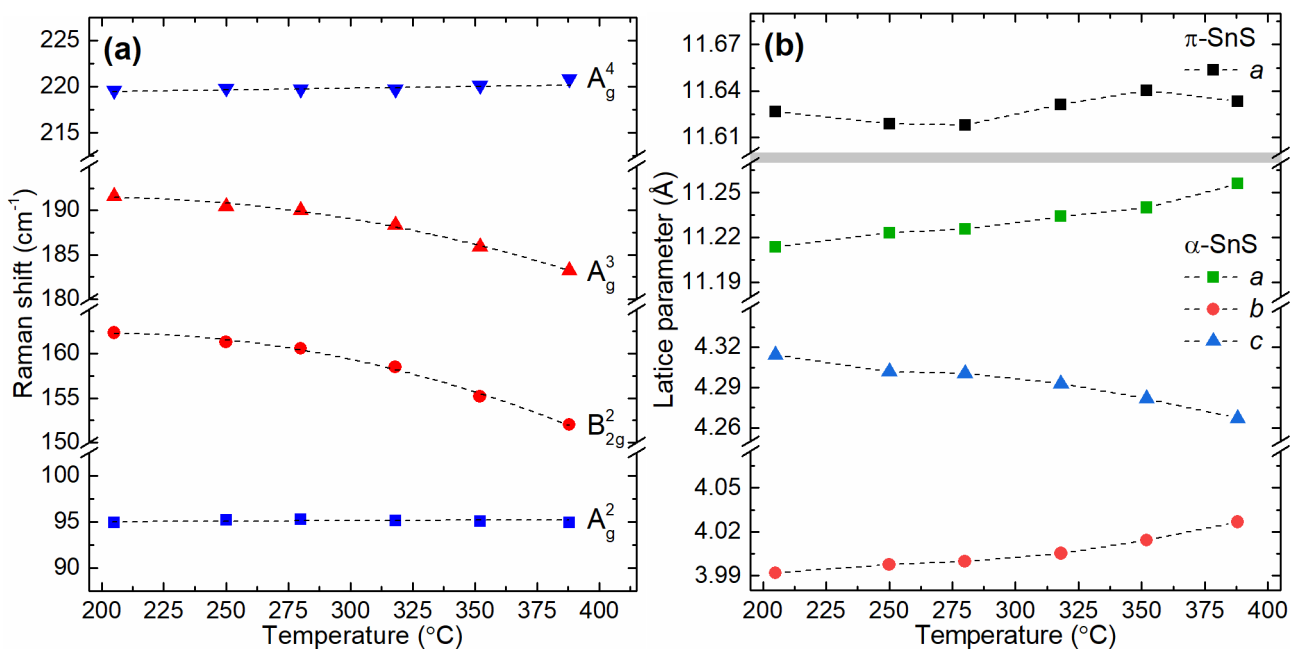 (a)
225
220
215
190
185
180
160
155
150
100
95
90
200 225 250 275 300 325 350 375 400
Temperature (°C)
Raman shift (cm⁻¹)
A⁴g
A³g
B²2g
A²g
(b)
11.67
11.64
11.61
11.25
11.22
11.19
4.32
4.29
4.26
4.05
4.02
3.99
200 225 250 275 300 325 350 375 400
Temperature (°C)
Latice parameter (Å)
π-SnS
a
α-SnS
a
b
c